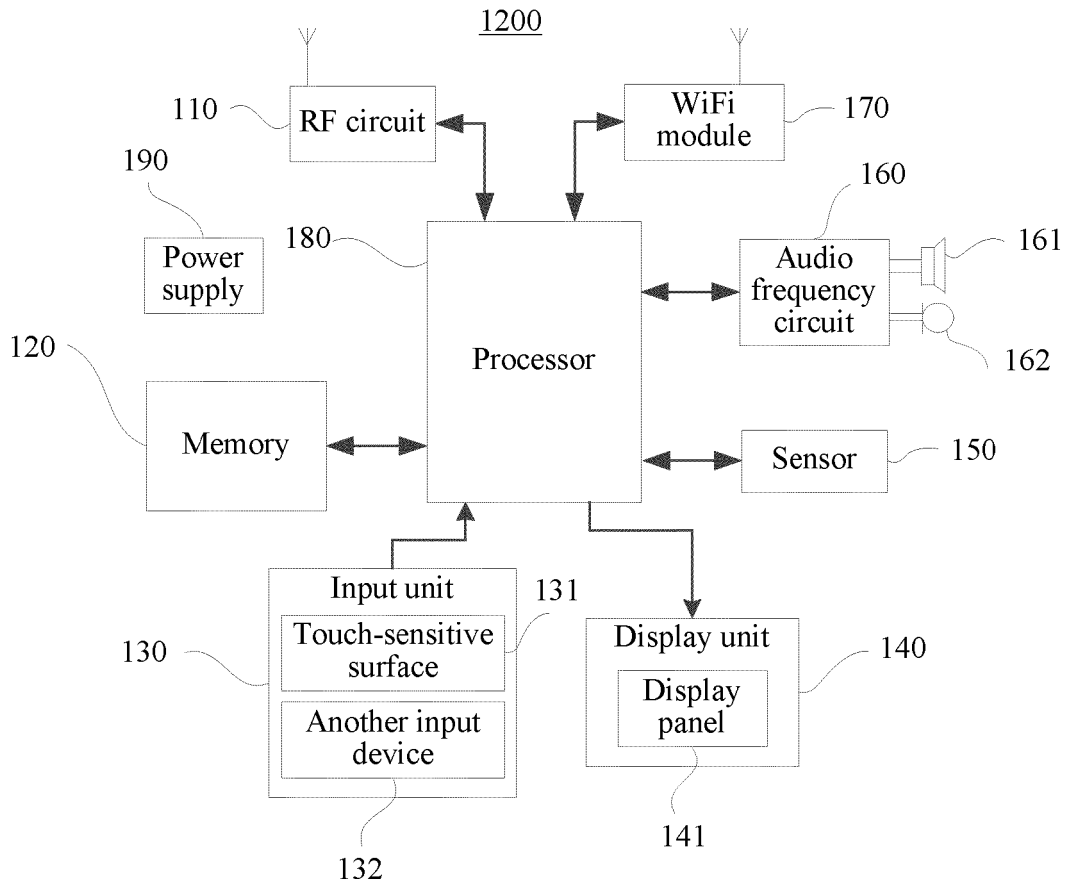 1200
110
RF circuit
WiFi
module
170
190
Power
supply
180
160
Audio
frequency
circuit
161
162
Processor
120
Memory
Sensor
150
Input unit
131
Touch-sensitive
surface
130
Another input
device
132
Display unit
140
Display
panel
141